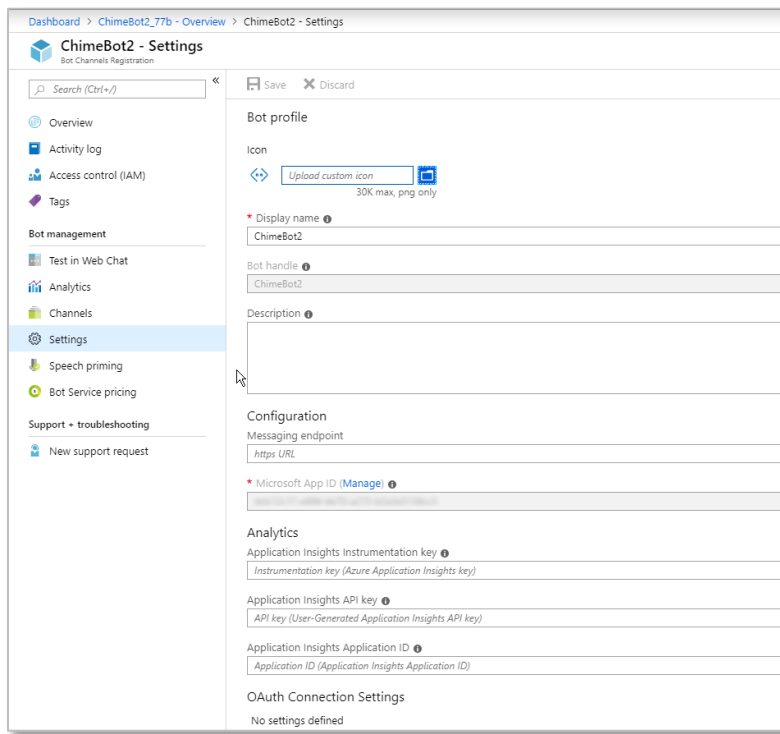 Dashboard > ChimeBot2_77b - Overview > ChimeBot2 - Settings
ChimeBot2 - Settings
Bot Channels Registration
Search (Ctrl+/)
«
Overview
Activity log
Access control (IAM)
Tags
Bot management
Test in Web Chat
Analytics
Channels
Settings
Speech priming
Bot Service pricing
Support + troubleshooting
New support request
Save Discard
Bot profile
Icon
Upload custom icon
30K max, png only
* Display name
ChimeBot2
Bot handle
ChimeBot2
Description
Configuration
Messaging endpoint
https URL
* Microsoft App ID (Manage)
Analytics
Application Insights Instrumentation key
Instrumentation key (Azure Application Insights key)
Application Insights API key
API key (User-Generated Application Insights API key)
Application Insights Application ID
Application ID (Application Insights Application ID)
OAuth Connection Settings
No settings defined